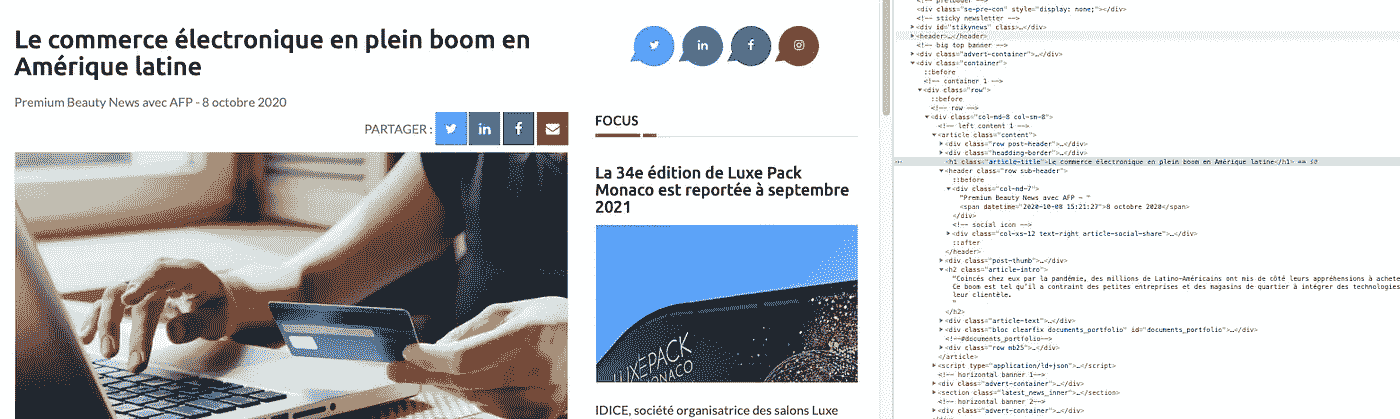 Le commerce électronique en plein boom en
Amérique latine
Premium Beauty News avec AFP - 8 octobre 2020
PARTAGER :
FOCUS
La 34e édition de Luxe Pack
Monaco est reportée à septembre
2021
LUXEPACK
MONACO
IDICE, société organisatrice des salons Luxe
<div class="se-pre-con" style="display: none;"></div>
<!-- sticky newsletter -->
<div id="stikynews" class>…</div>
<header>…</header>
<!-- big top banner -->
<div class="advert-container">…</div>
<div class="container">
::before
<!-- container 1 -->
<div class="row">
::before
<!-- row -->
<div class="col-md-8 col-sm-8">
<!-- left content 1 -->
<article class="content">
<div class="row post-header">…</div>
<div class="headding-border">…</div>
<h1 class="article-title">Le commerce électronique en plein boom en Amérique latine</h1> == $0
<header class="row sub-header">
::before
<div class="col-md-7">
"Premium Beauty News avec AFP - "
<span datetime="2020-10-08 15:21:27">8 octobre 2020</span>
</div>
<!-- social icon -->
<div class="col-xs-12 text-right article-social-share">…</div>
::after
</header>
<div class="post-thumb">…</div>
<h2 class="article-intro">
"Coincés chez eux par la pandémie, des millions de Latino-Américains ont mis de côté leurs appréhensions à achete
Ce boom est tel qu'il a contraint des petites entreprises et des magasins de quartier à intégrer des technologies
leur clientèle.
"
</h2>
<div class="article-text">…</div>
<div class="bloc clearfix documents_portfolio" id="documents_portfolio">…</div>
<!--#documents_portfolio-->
<div class="row mb25">…</div>
</article>
<script type="application/ld+json">…</script>
<!-- horizontal banner 1-->
<div class="advert-container">…</div>
<section class="latest_news_inner">…</section>
<!-- horizontal banner 2-->
<div class="advert-container">…</div>